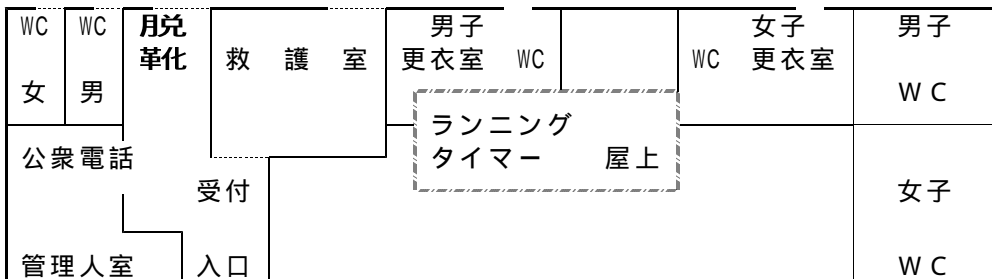 WC WC 脱 男子 女子 男子
革化 救護室 更衣室 WC WC 更衣室
女 男 WC
ランニング
公衆電話 タイマー 屋上
受付 女子
管理人室 入口 WC